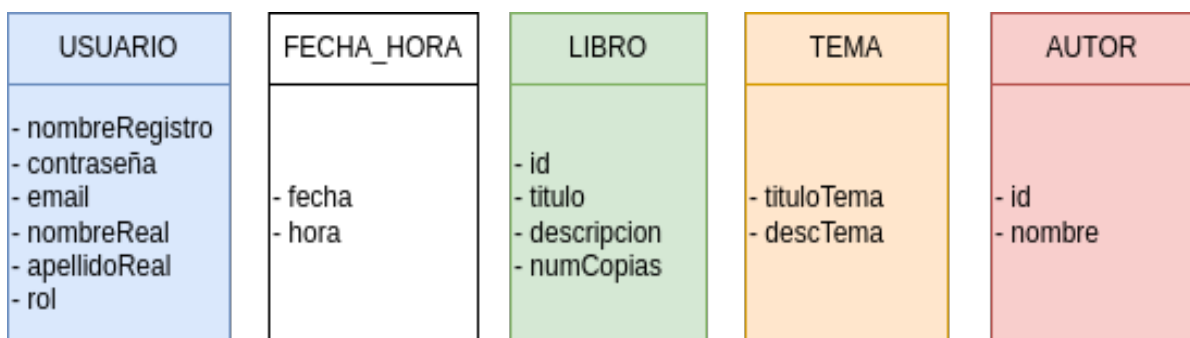 USUARIO
- nombreRegistro
- contraseña
- email
- nombreReal
- apellidoReal
- rol
FECHA_HORA
- fecha
- hora
LIBRO
- id
- titulo
- descripcion
- numCopias
TEMA
- tituloTema
- descTema
AUTOR
- id
- nombre